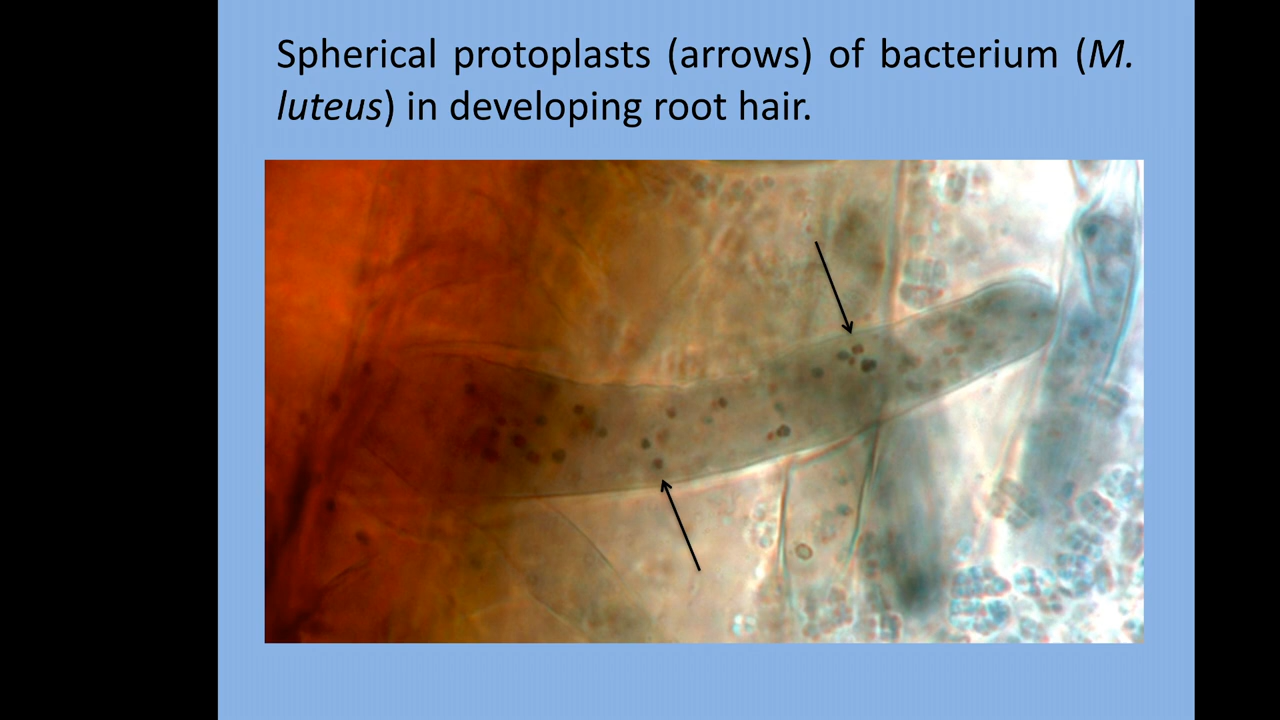 Spherical protoplasts (arrows) of bacterium (M.
luteus) in developing root hair.